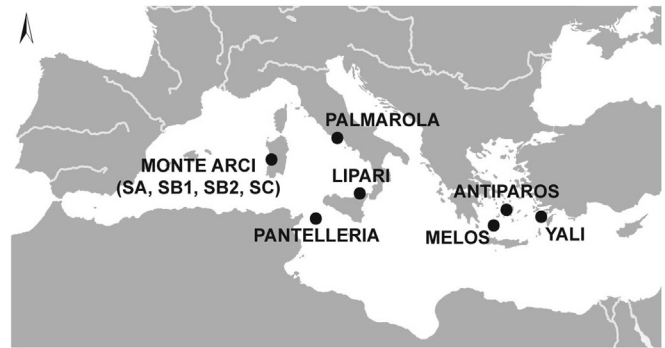 PALMAROLA
MONTE ARCI
(SA, SB1, SB2, SC)
LIPARI
ANTIPAROS
PANTELLERIA
MELOS
YALI